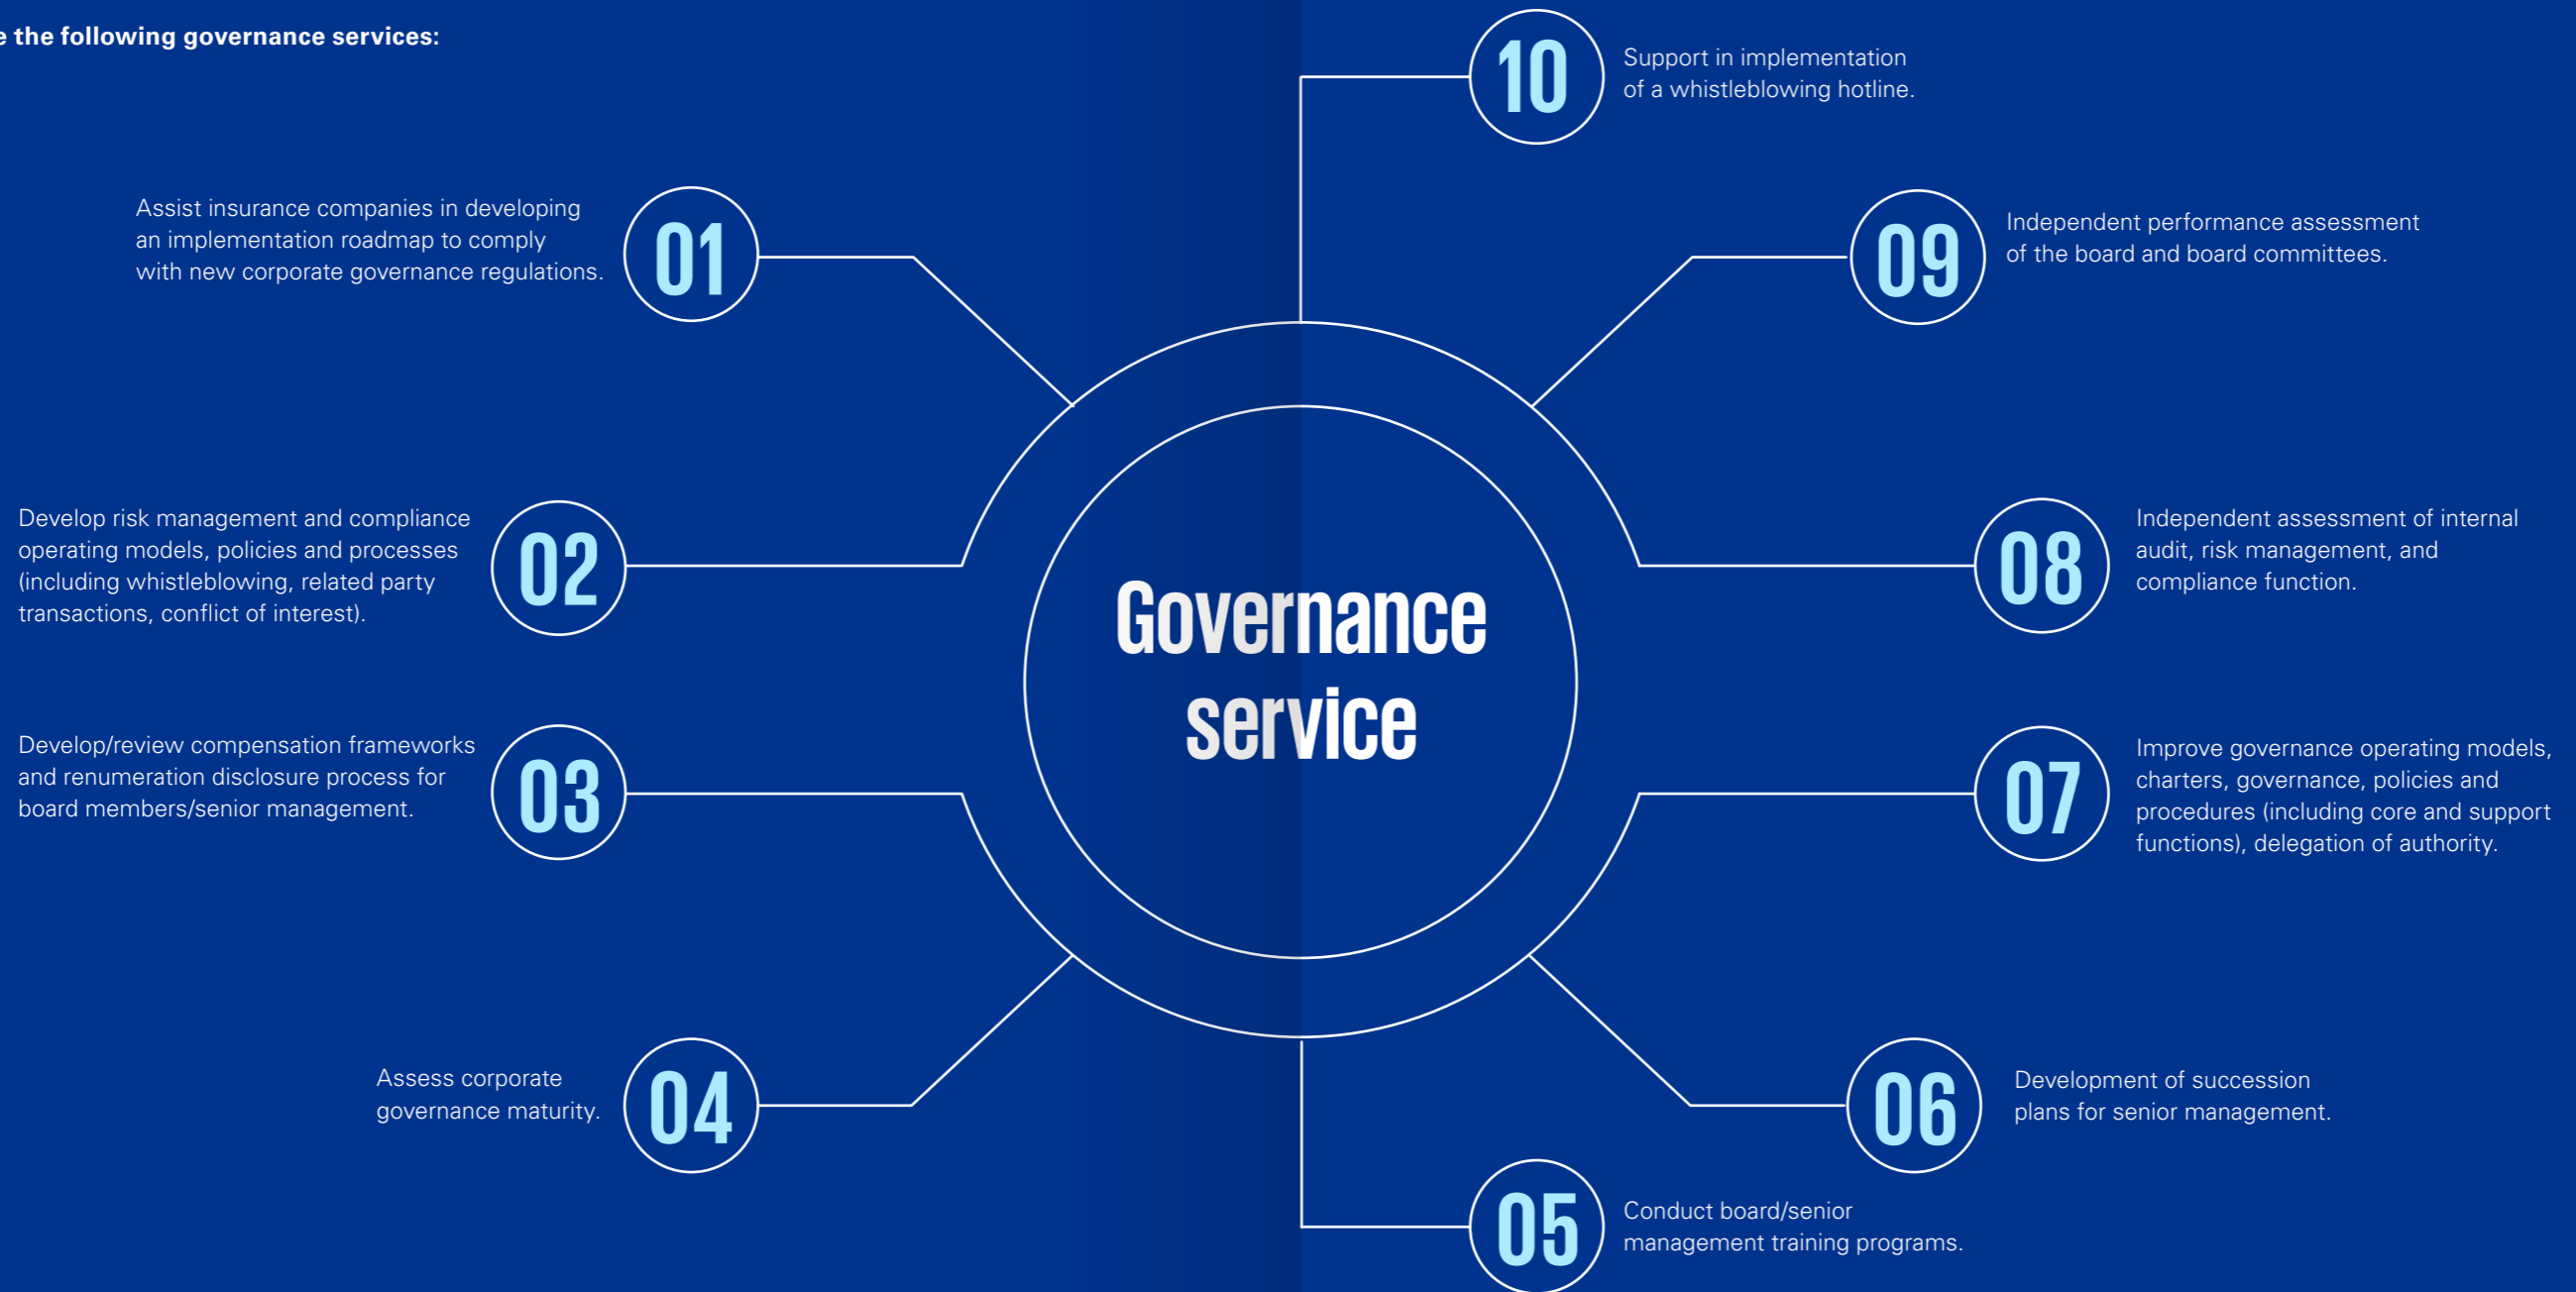 e the following governance services:
01
Assist insurance companies in developing
an implementation roadmap to comply
with new corporate governance regulations.
02
Develop risk management and compliance
operating models, policies and processes
(including whistleblowing, related party
transactions, conflict of interest).
03
Develop/review compensation frameworks
and renumeration disclosure process for
board members/senior management.
04
Assess corporate
governance maturity.
05
Conduct board/senior
management training programs.
06
Development of succession
plans for senior management.
07
Improve governance operating models,
charters, governance, policies and
procedures (including core and support
functions), delegation of authority.
08
Independent assessment of internal
audit, risk management, and
compliance function.
09
Independent performance assessment
of the board and board committees.
10
Support in implementation
of a whistleblowing hotline.
Governance
service